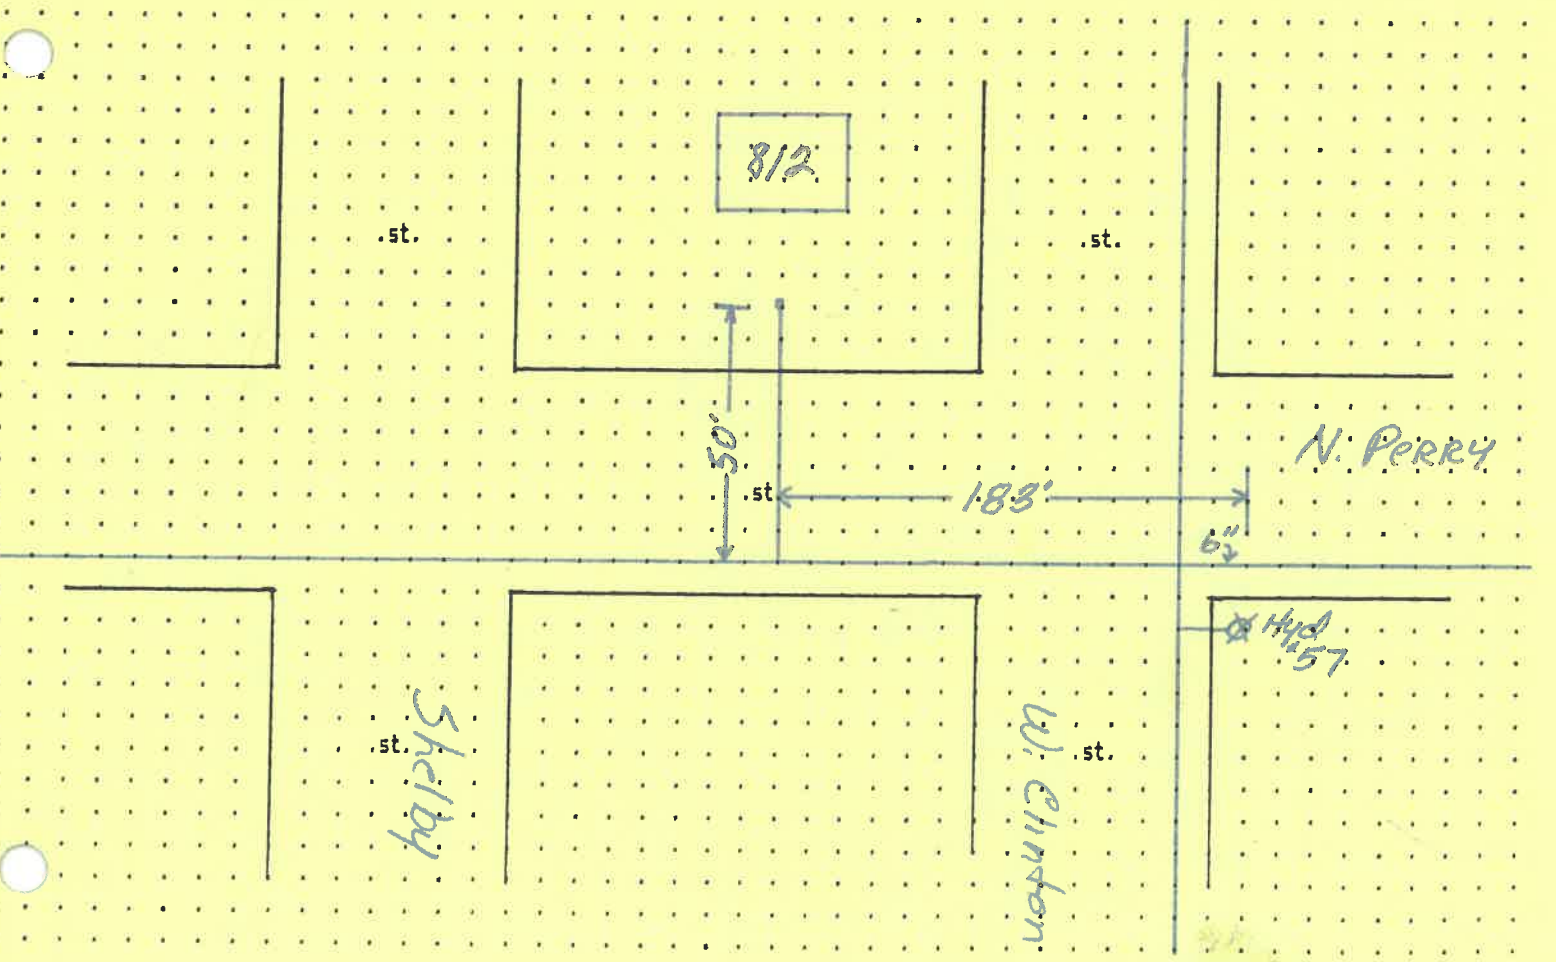 812
.st.
.st.
50'
.st.
183'
N. PERRY
6"
Hyd
#57
Shelby
.st.
W. Clinton
.st.